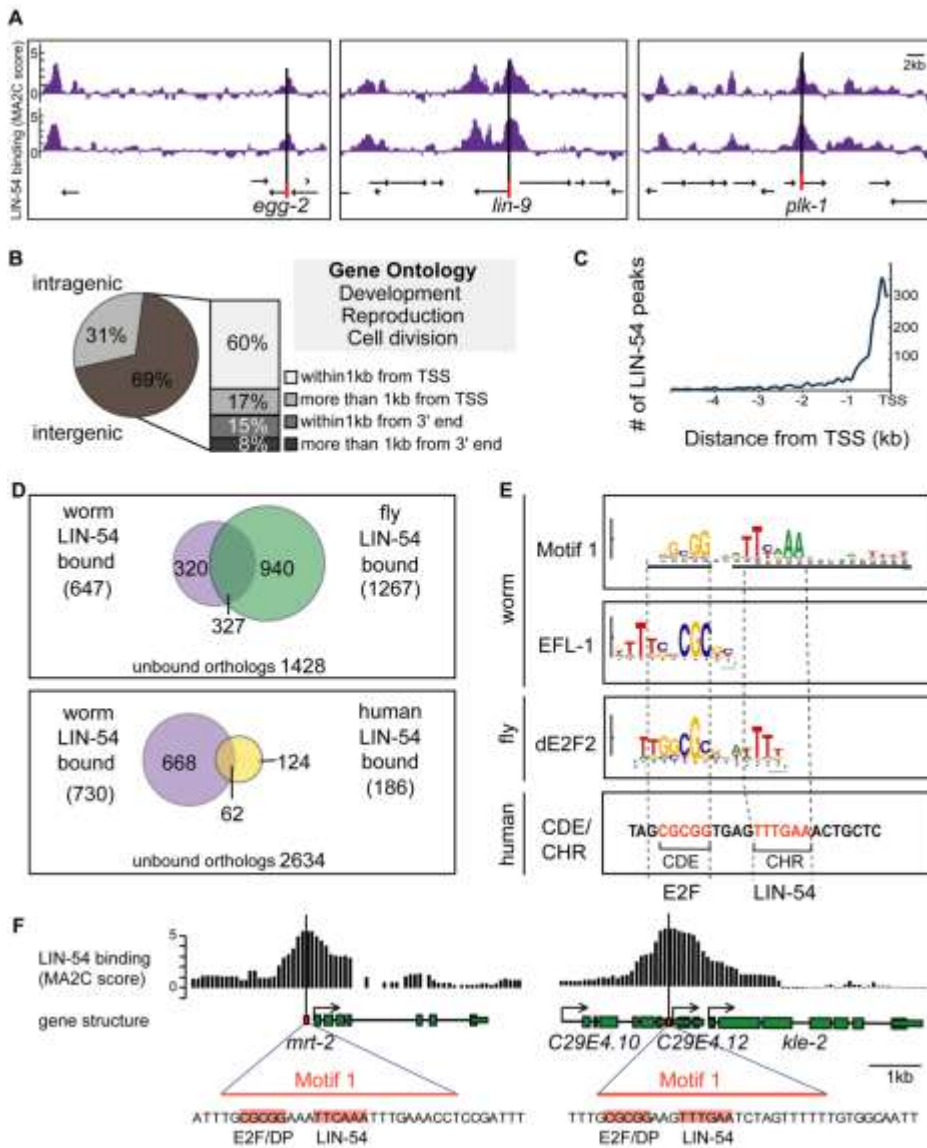 A
LIN-54 binding (MA2C score)
5
0
5
0
2kb
egg-2
lin-9
plk-1
B
intragenic
31%
69%
intergenic
60%
17%
15%
8%
Gene Ontology
Development
Reproduction
Cell division
within1kb from TSS
more than 1kb from TSS
within1kb from 3' end
more than 1kb from 3' end
C
# of LIN-54 peaks
300
200
100
-4 -3 -2 -1 TSS
Distance from TSS (kb)
D
worm
LIN-54
bound
(647)
320
940
327
fly
LIN-54
bound
(1267)
unbound orthologs 1428
worm
LIN-54
bound
(730)
668
124
62
human
LIN-54
bound
(186)
unbound orthologs 2634
E
worm
Motif 1
EFL-1
fly
dE2F2
human
CDE/
CHR
TAGCGCGGTGAGTTTGAAACTGCTC
CDE
CHR
E2F
LIN-54
F
LIN-54 binding
(MA2C score)
5
0
gene structure
mrt-2
C29E4.10
C29E4.12
kle-2
1kb
Motif 1
ATTTGCGCGGAAATTCAAATTTGAAACCTCCGATTT
E2F/DP LIN-54
Motif 1
TTTGCGCGGAAGTTTGAATCTAGTTTTTTGTGGCAATT
E2F/DP LIN-54